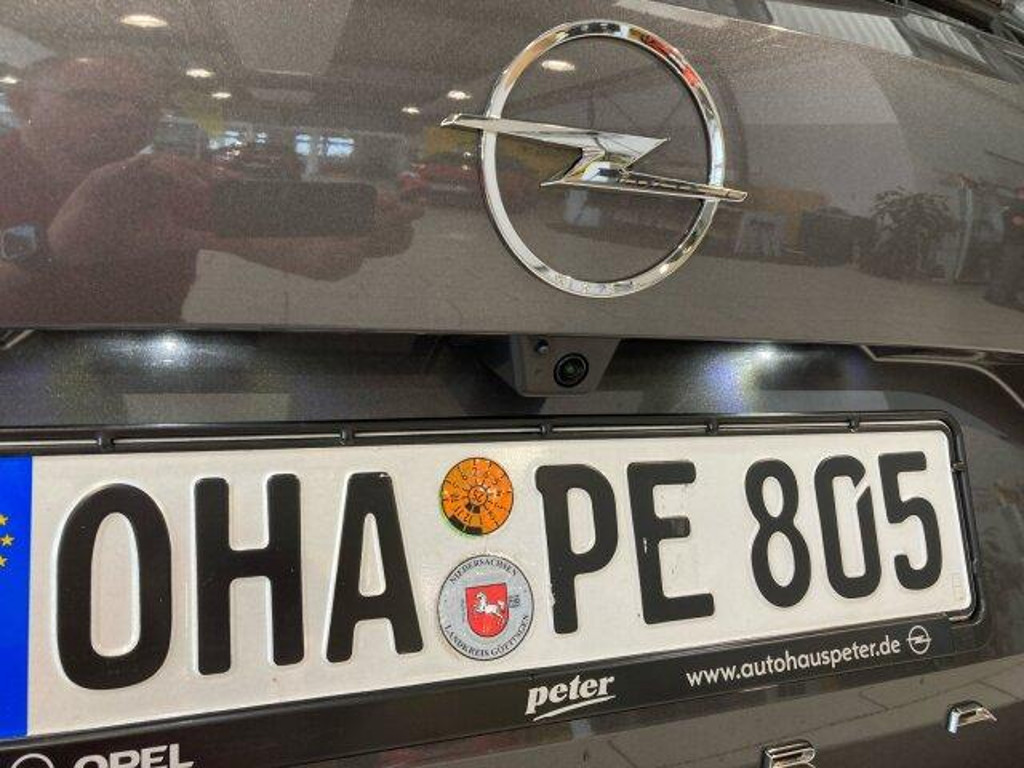 OHA PE 805
NIEDERSACHSEN
LANDKREIS GÖTTINGEN
peter www.autohauspeter.de
OPEL